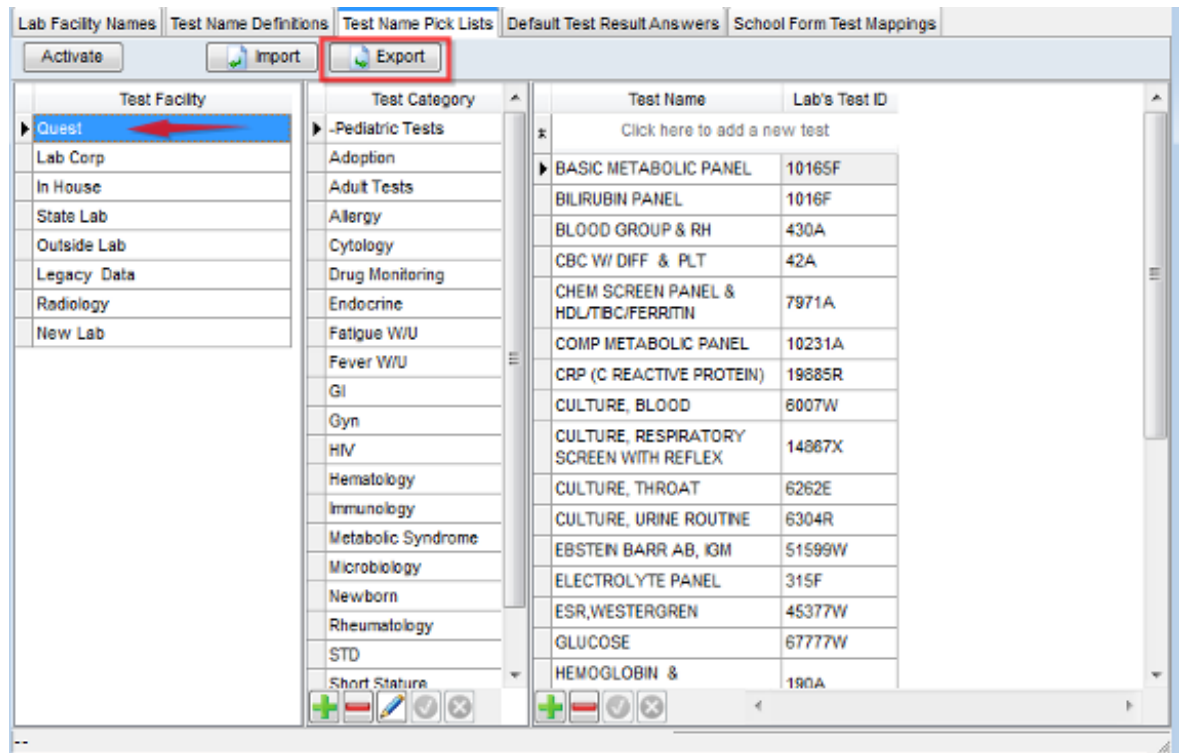 Lab Facility Names Test Name Definitions Test Name Pick Lists Default Test Result Answers School Form Test Mappings
Activate Import Export
Test Facility
Quest
Lab Corp
In House
State Lab
Outside Lab
Legacy Data
Radiology
New Lab
Test Category
-Pediatric Tests
Adoption
Adult Tests
Allergy
Cytology
Drug Monitoring
Endocrine
Fatigue W/U
Fever W/U
GI
Gyn
HIV
Hematology
Immunology
Metabolic Syndrome
Microbiology
Newborn
Rheumatology
STD
Short Stature
Test Name Lab's Test ID
Click here to add a new test
BASIC METABOLIC PANEL 10165F
BILIRUBIN PANEL 1016F
BLOOD GROUP & RH 430A
CBC W/ DIFF & PLT 42A
CHEM SCREEN PANEL &
HDL/TIBC/FERRITIN 7971A
COMP METABOLIC PANEL 10231A
CRP (C REACTIVE PROTEIN) 19885R
CULTURE, BLOOD 6007W
CULTURE, RESPIRATORY
SCREEN WITH REFLEX 14867X
CULTURE, THROAT 6262E
CULTURE, URINE ROUTINE 6304R
EBSTEIN BARR AB, IGM 51599W
ELECTROLYTE PANEL 315F
ESR,WESTERGREN 45377W
GLUCOSE 67777W
HEMOGLOBIN &
190A
--